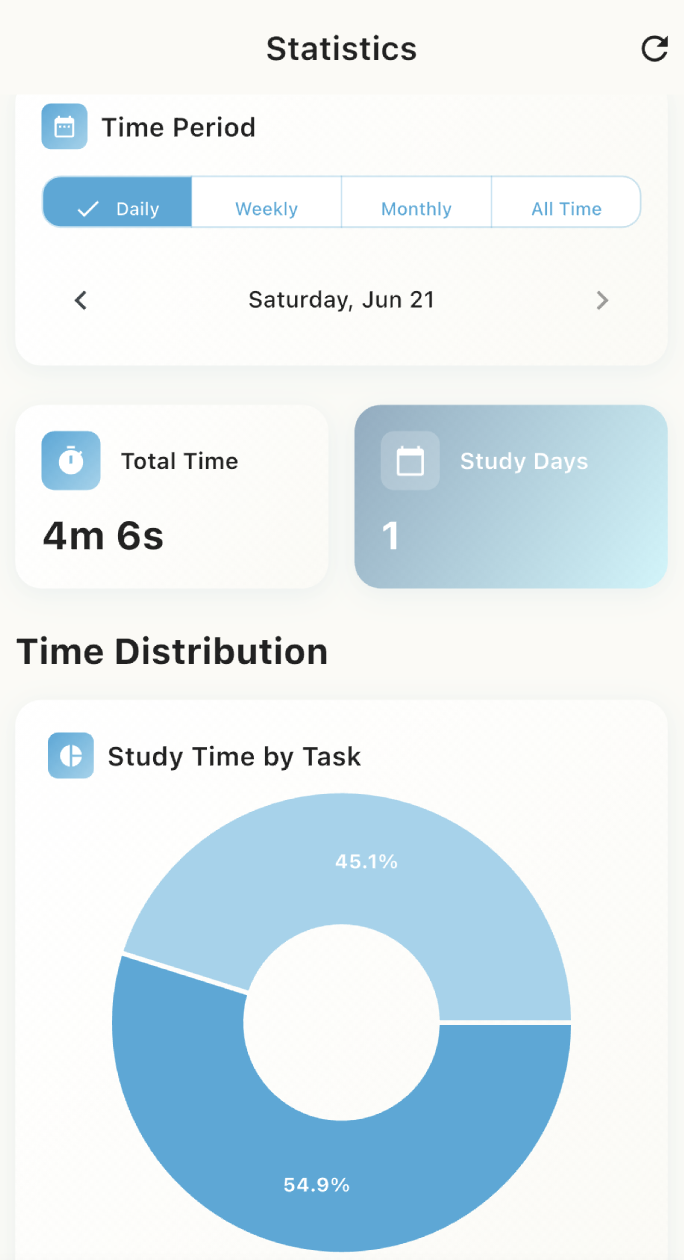 Statistics
Time Period
Daily Weekly Monthly All Time
Saturday, Jun 21
Total Time Study Days
4m 6s 1
Time Distribution
Study Time by Task
45.1%
54.9%